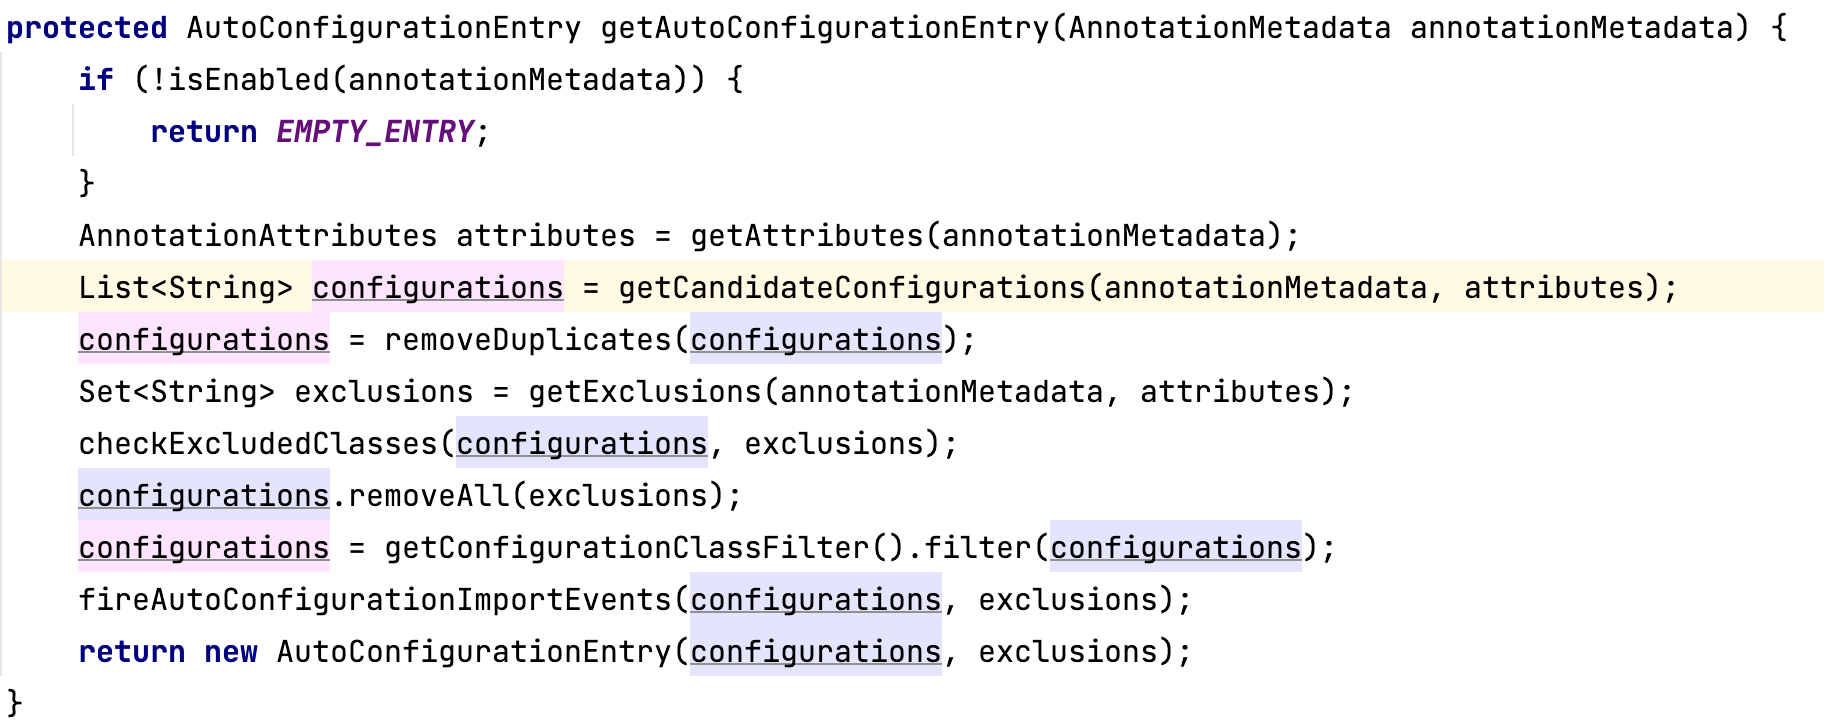 protected AutoConfigurationEntry getAutoConfigurationEntry(AnnotationMetadata annotationMetadata) {
    if (!isEnabled(annotationMetadata)) {
        return EMPTY_ENTRY;
    }
    AnnotationAttributes attributes = getAttributes(annotationMetadata);
    List<String> configurations = getCandidateConfigurations(annotationMetadata, attributes);
    configurations = removeDuplicates(configurations);
    Set<String> exclusions = getExclusions(annotationMetadata, attributes);
    checkExcludedClasses(configurations, exclusions);
    configurations.removeAll(exclusions);
    configurations = getConfigurationClassFilter().filter(configurations);
    fireAutoConfigurationImportEvents(configurations, exclusions);
    return new AutoConfigurationEntry(configurations, exclusions);
}